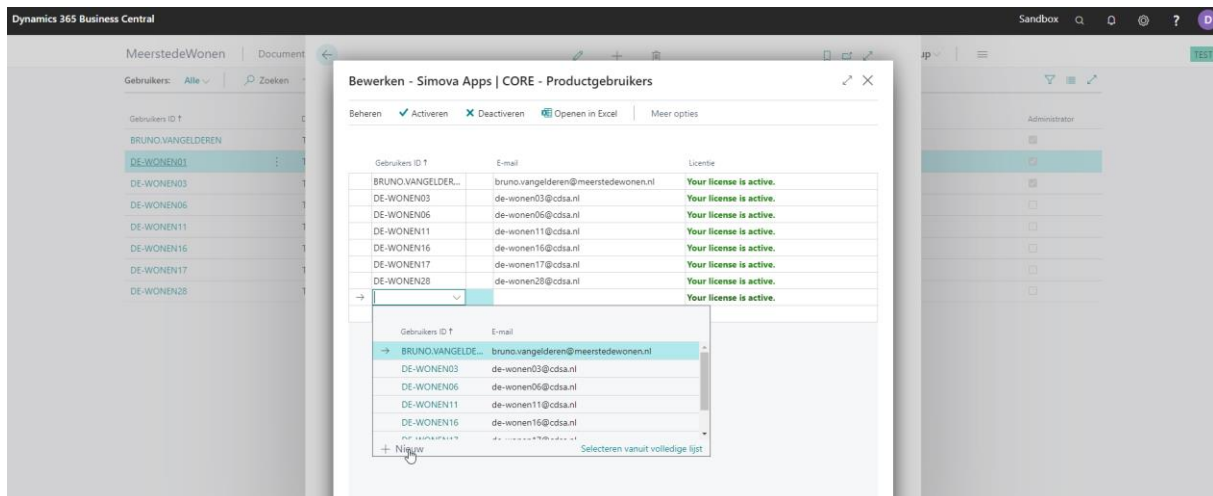 Dynamics 365 Business Central
Sandbox
?
D
MeerstedeWonen
Document
up
TEST
Gebruikers: Alle
Zoeken
Gebruikers ID ↑
Administrator
BRUNO.VANGELDEREN
DE-WONEN01
DE-WONEN03
DE-WONEN06
DE-WONEN11
DE-WONEN16
DE-WONEN17
DE-WONEN28
Bewerken - Simova Apps | CORE - Productgebruikers
Beheren Activeren Deactiveren Openen in Excel Meer opties
Gebruikers ID ↑ E-mail Licentie
BRUNO.VANGELDER... bruno.vangelderen@meerstedewonen.nl Your license is active.
DE-WONEN03 de-wonen03@cdsa.nl Your license is active.
DE-WONEN06 de-wonen06@cdsa.nl Your license is active.
DE-WONEN11 de-wonen11@cdsa.nl Your license is active.
DE-WONEN16 de-wonen16@cdsa.nl Your license is active.
DE-WONEN17 de-wonen17@cdsa.nl Your license is active.
DE-WONEN28 de-wonen28@cdsa.nl Your license is active.
→ Your license is active.
Gebruikers ID ↑ E-mail
→ BRUNO.VANGELDE... bruno.vangelderen@meerstedewonen.nl
DE-WONEN03 de-wonen03@cdsa.nl
DE-WONEN06 de-wonen06@cdsa.nl
DE-WONEN11 de-wonen11@cdsa.nl
DE-WONEN16 de-wonen16@cdsa.nl
DE-WONEN17 de-wonen17@cdsa.nl
+ Nieuw Selecteren vanuit volledige lijst